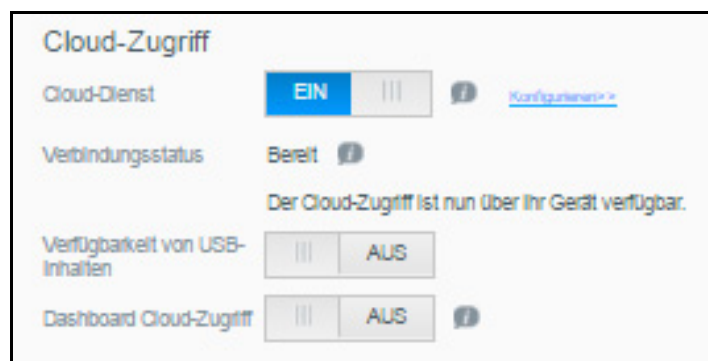 Cloud-Zugriff
Cloud-Dienst EIN Konfigurieren>>
Verbindungsstatus Bereit
Der Cloud-Zugriff ist nun über Ihr Gerät verfügbar.
Verfügbarkeit von USB-
Inhalten AUS
Dashboard Cloud-Zugriff AUS